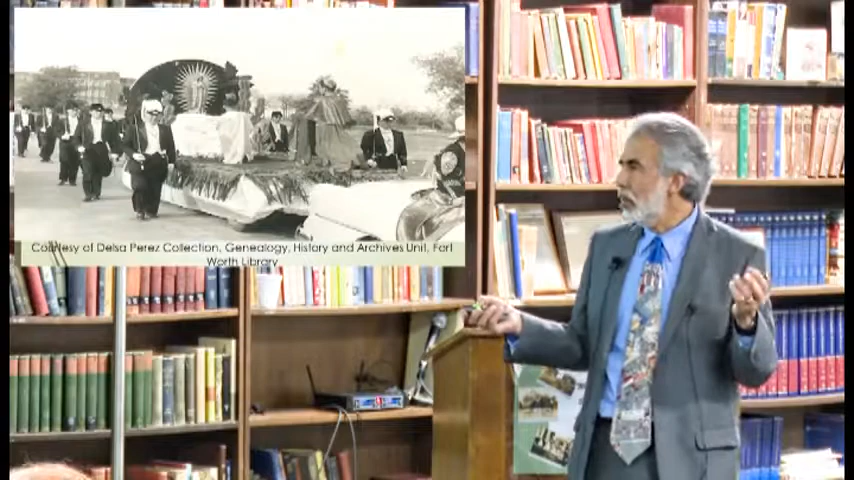 Courtesy of Delsa Perez Collection, Genealogy, History and Archives Unit, Fort
Worth Library